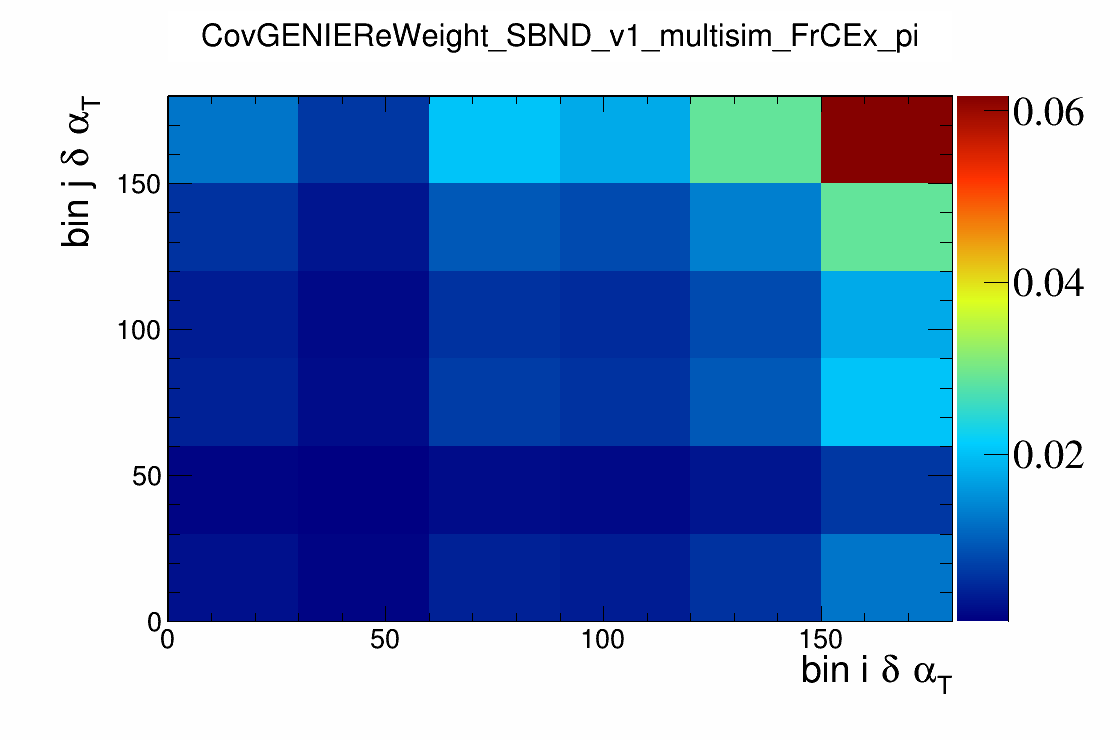 CovGENIEReWeight_SBND_v1_multisim_FrCEx_pi
bin j δ α_T
150
100
50
0
0 50 100 150
bin i δ α_T
0.06
0.04
0.02